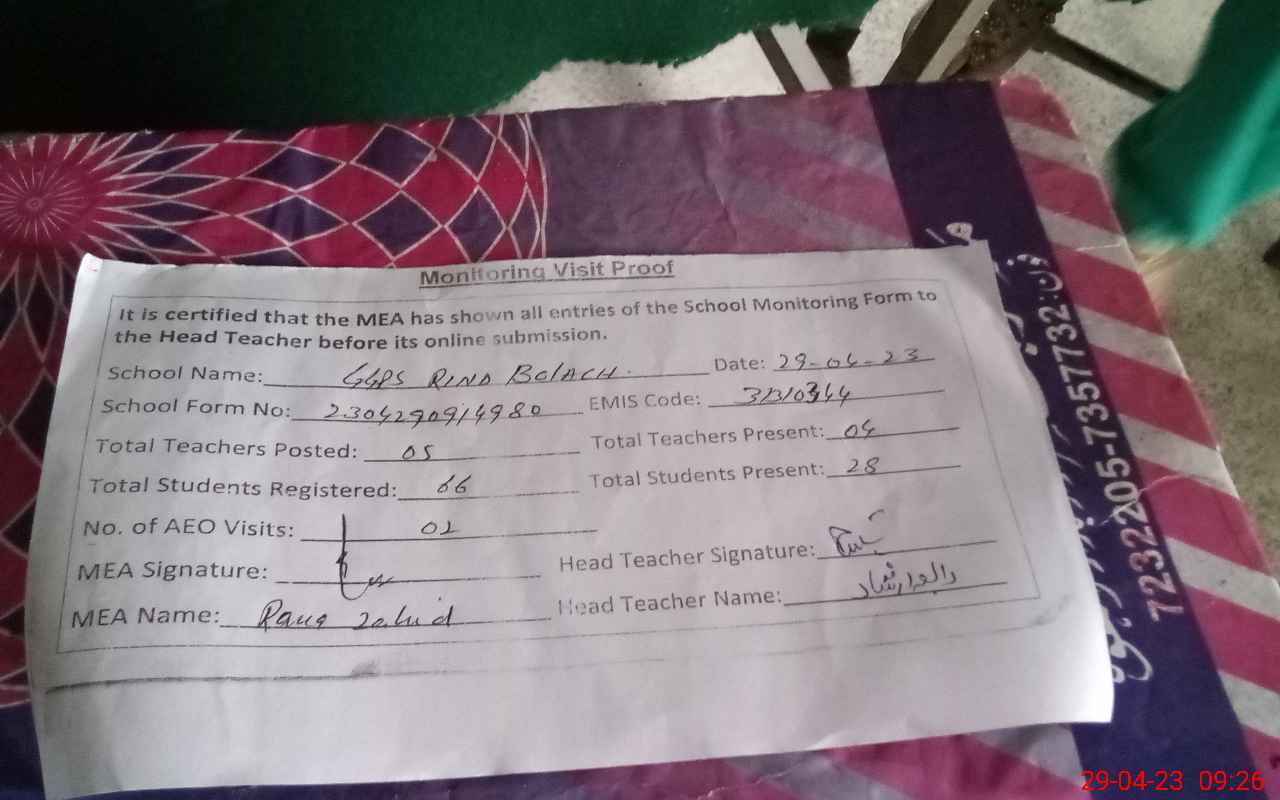 Monitoring Visit Proof
It is certified that the MEA has shown all entries of the School Monitoring Form to
the Head Teacher before its online submission.
School Name: GGPS RIND BOLACH. Date: 29-04-23
School Form No: 2304290914980 EMIS Code: 31310344
Total Teachers Posted: 05 Total Teachers Present: 04
Total Students Registered: 66 Total Students Present: 28
No. of AEO Visits: 02
MEA Signature: Head Teacher Signature:
MEA Name: Rana Zahid Head Teacher Name:
7232205-7357732
29-04-23 09:26